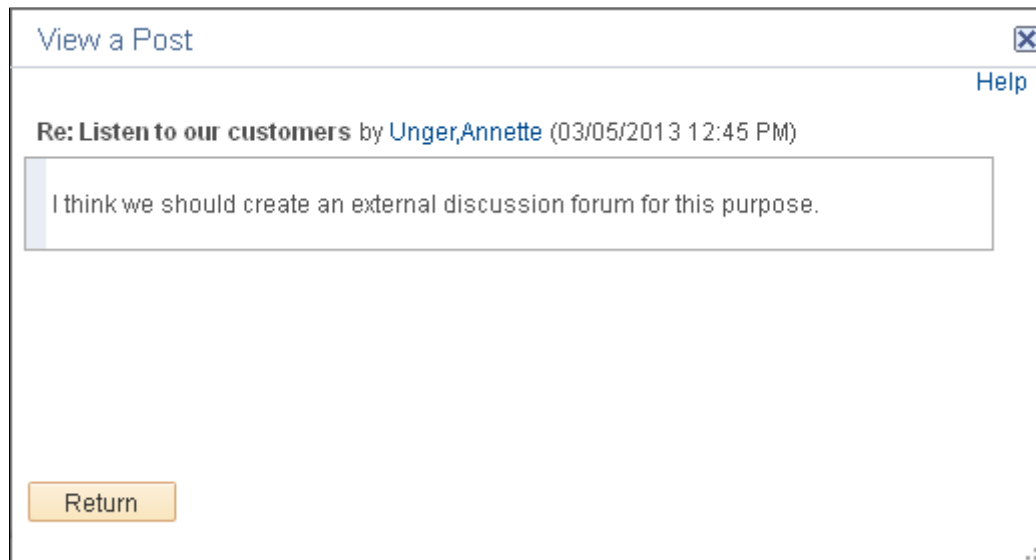 View a Post
Help
Re: Listen to our customers by Unger,Annette (03/05/2013 12:45 PM)
I think we should create an external discussion forum for this purpose.
Return